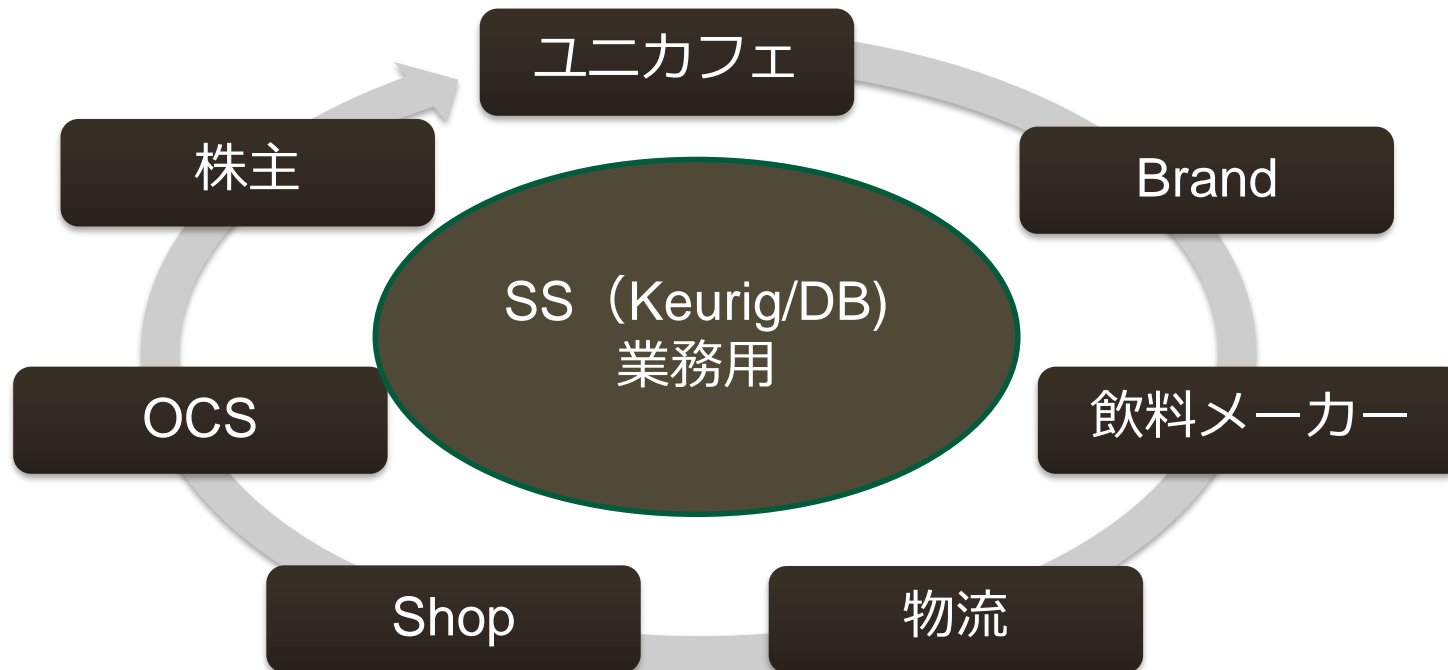 ユニカフェ
Brand
飲料メーカー
物流
Shop
OCS
株主
SS（Keurig/DB)
業務用